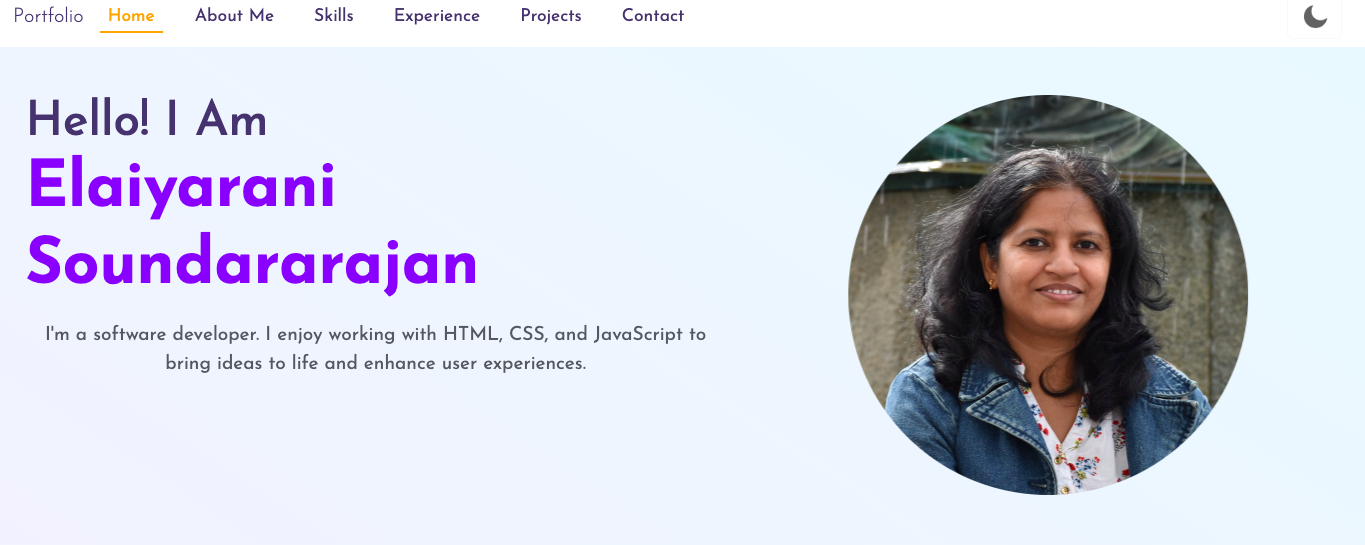 Portfolio Home About Me Skills Experience Projects Contact
Hello! I Am
Elaiyarani
Soundararajan
I'm a software developer. I enjoy working with HTML, CSS, and JavaScript to
bring ideas to life and enhance user experiences.